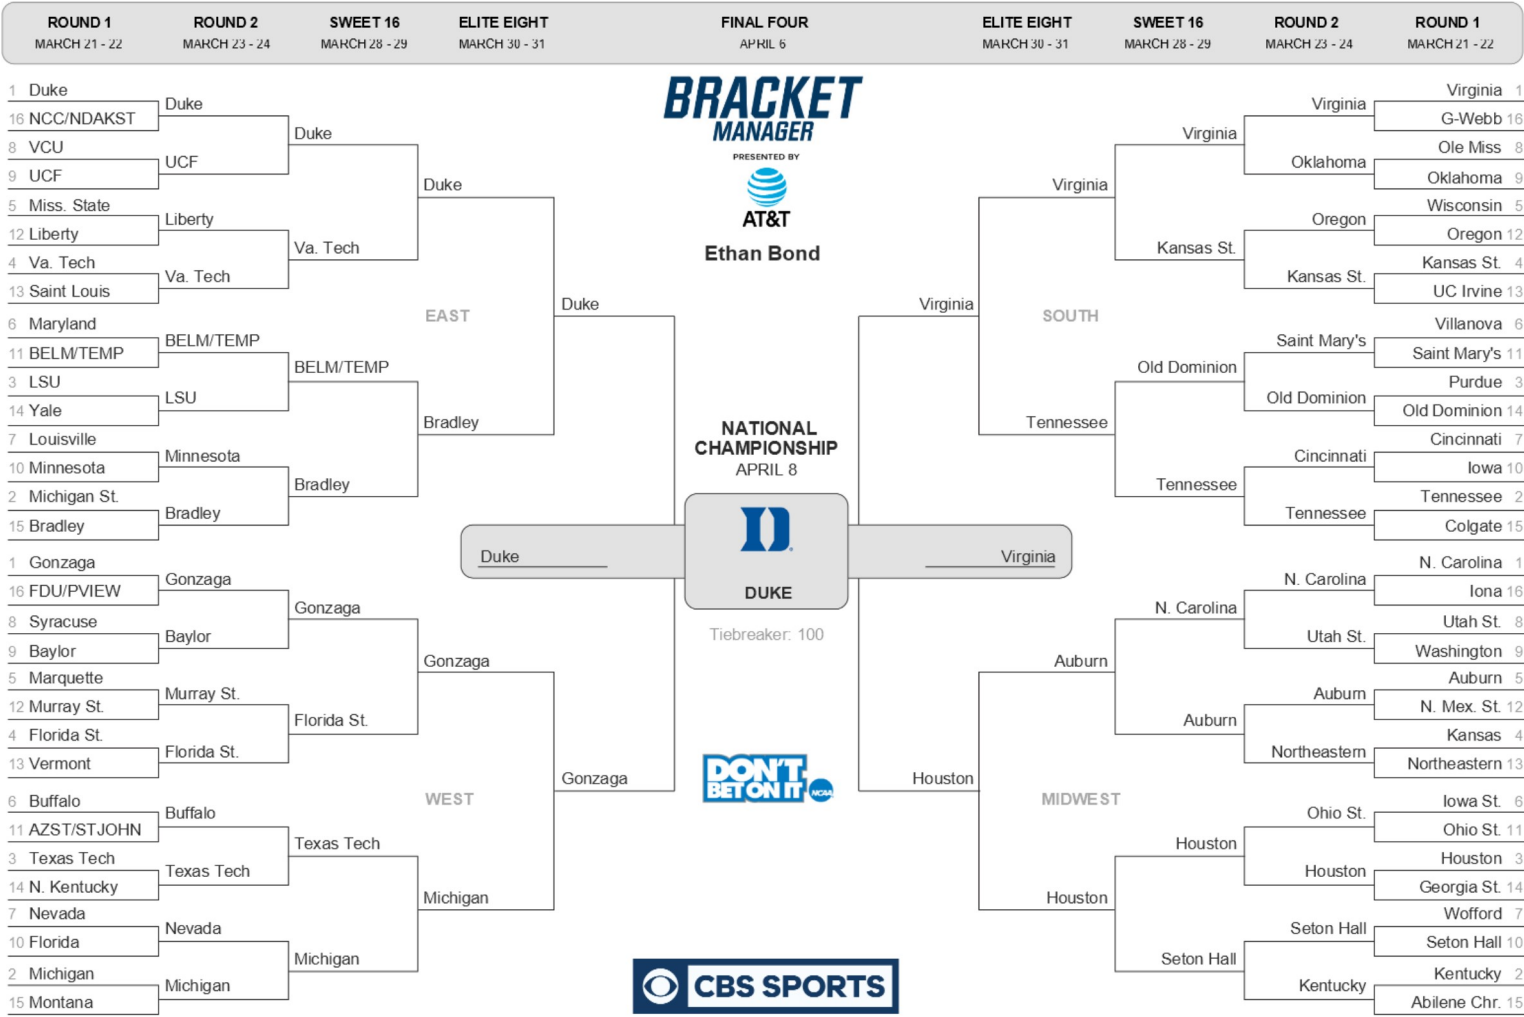 ROUND 1
MARCH 21 - 22
ROUND 2
MARCH 23 - 24
SWEET 16
MARCH 28 - 29
ELITE EIGHT
MARCH 30 - 31
FINAL FOUR
APRIL 6
ELITE EIGHT
MARCH 30 - 31
SWEET 16
MARCH 28 - 29
ROUND 2
MARCH 23 - 24
ROUND 1
MARCH 21 - 22
1 Duke
16 NCC/NDAKST
8 VCU
9 UCF
5 Miss. State
12 Liberty
4 Va. Tech
13 Saint Louis
6 Maryland
11 BELM/TEMP
3 LSU
14 Yale
7 Louisville
10 Minnesota
2 Michigan St.
15 Bradley
1 Gonzaga
16 FDU/PVIEW
8 Syracuse
9 Baylor
5 Marquette
12 Murray St.
4 Florida St.
13 Vermont
6 Buffalo
11 AZST/STJOHN
3 Texas Tech
14 N. Kentucky
7 Nevada
10 Florida
2 Michigan
15 Montana
Duke
UCF
Liberty
Va. Tech
BELM/TEMP
LSU
Minnesota
Bradley
Gonzaga
Baylor
Murray St.
Florida St.
Buffalo
Texas Tech
Nevada
Michigan
Duke
Va. Tech
BELM/TEMP
Bradley
Gonzaga
Florida St.
Texas Tech
Michigan
Duke
EAST
Bradley
Gonzaga
WEST
Michigan
Duke
Gonzaga
BRACKET
MANAGER
PRESENTED BY
AT&T
Ethan Bond
NATIONAL
CHAMPIONSHIP
APRIL 8
Duke
D
DUKE
Virginia
Tiebreaker: 100
DON'T
BET ON IT
NCAA
CBS SPORTS
Virginia
Houston
Virginia
SOUTH
Tennessee
Auburn
MIDWEST
Houston
Virginia
Kansas St.
Old Dominion
Tennessee
N. Carolina
Auburn
Houston
Seton Hall
Virginia
Oklahoma
Oregon
Kansas St.
Saint Mary's
Old Dominion
Cincinnati
Tennessee
N. Carolina
Utah St.
Auburn
Northeastern
Ohio St.
Houston
Seton Hall
Kentucky
Virginia 1
G-Webb 16
Ole Miss 8
Oklahoma 9
Wisconsin 5
Oregon 12
Kansas St. 4
UC Irvine 13
Villanova 6
Saint Mary's 11
Purdue 3
Old Dominion 14
Cincinnati 7
Iowa 10
Tennessee 2
Colgate 15
N. Carolina 1
Iona 16
Utah St. 8
Washington 9
Auburn 5
N. Mex. St. 12
Kansas 4
Northeastern 13
Iowa St. 6
Ohio St. 11
Houston 3
Georgia St. 14
Wofford 7
Seton Hall 10
Kentucky 2
Abilene Chr. 15